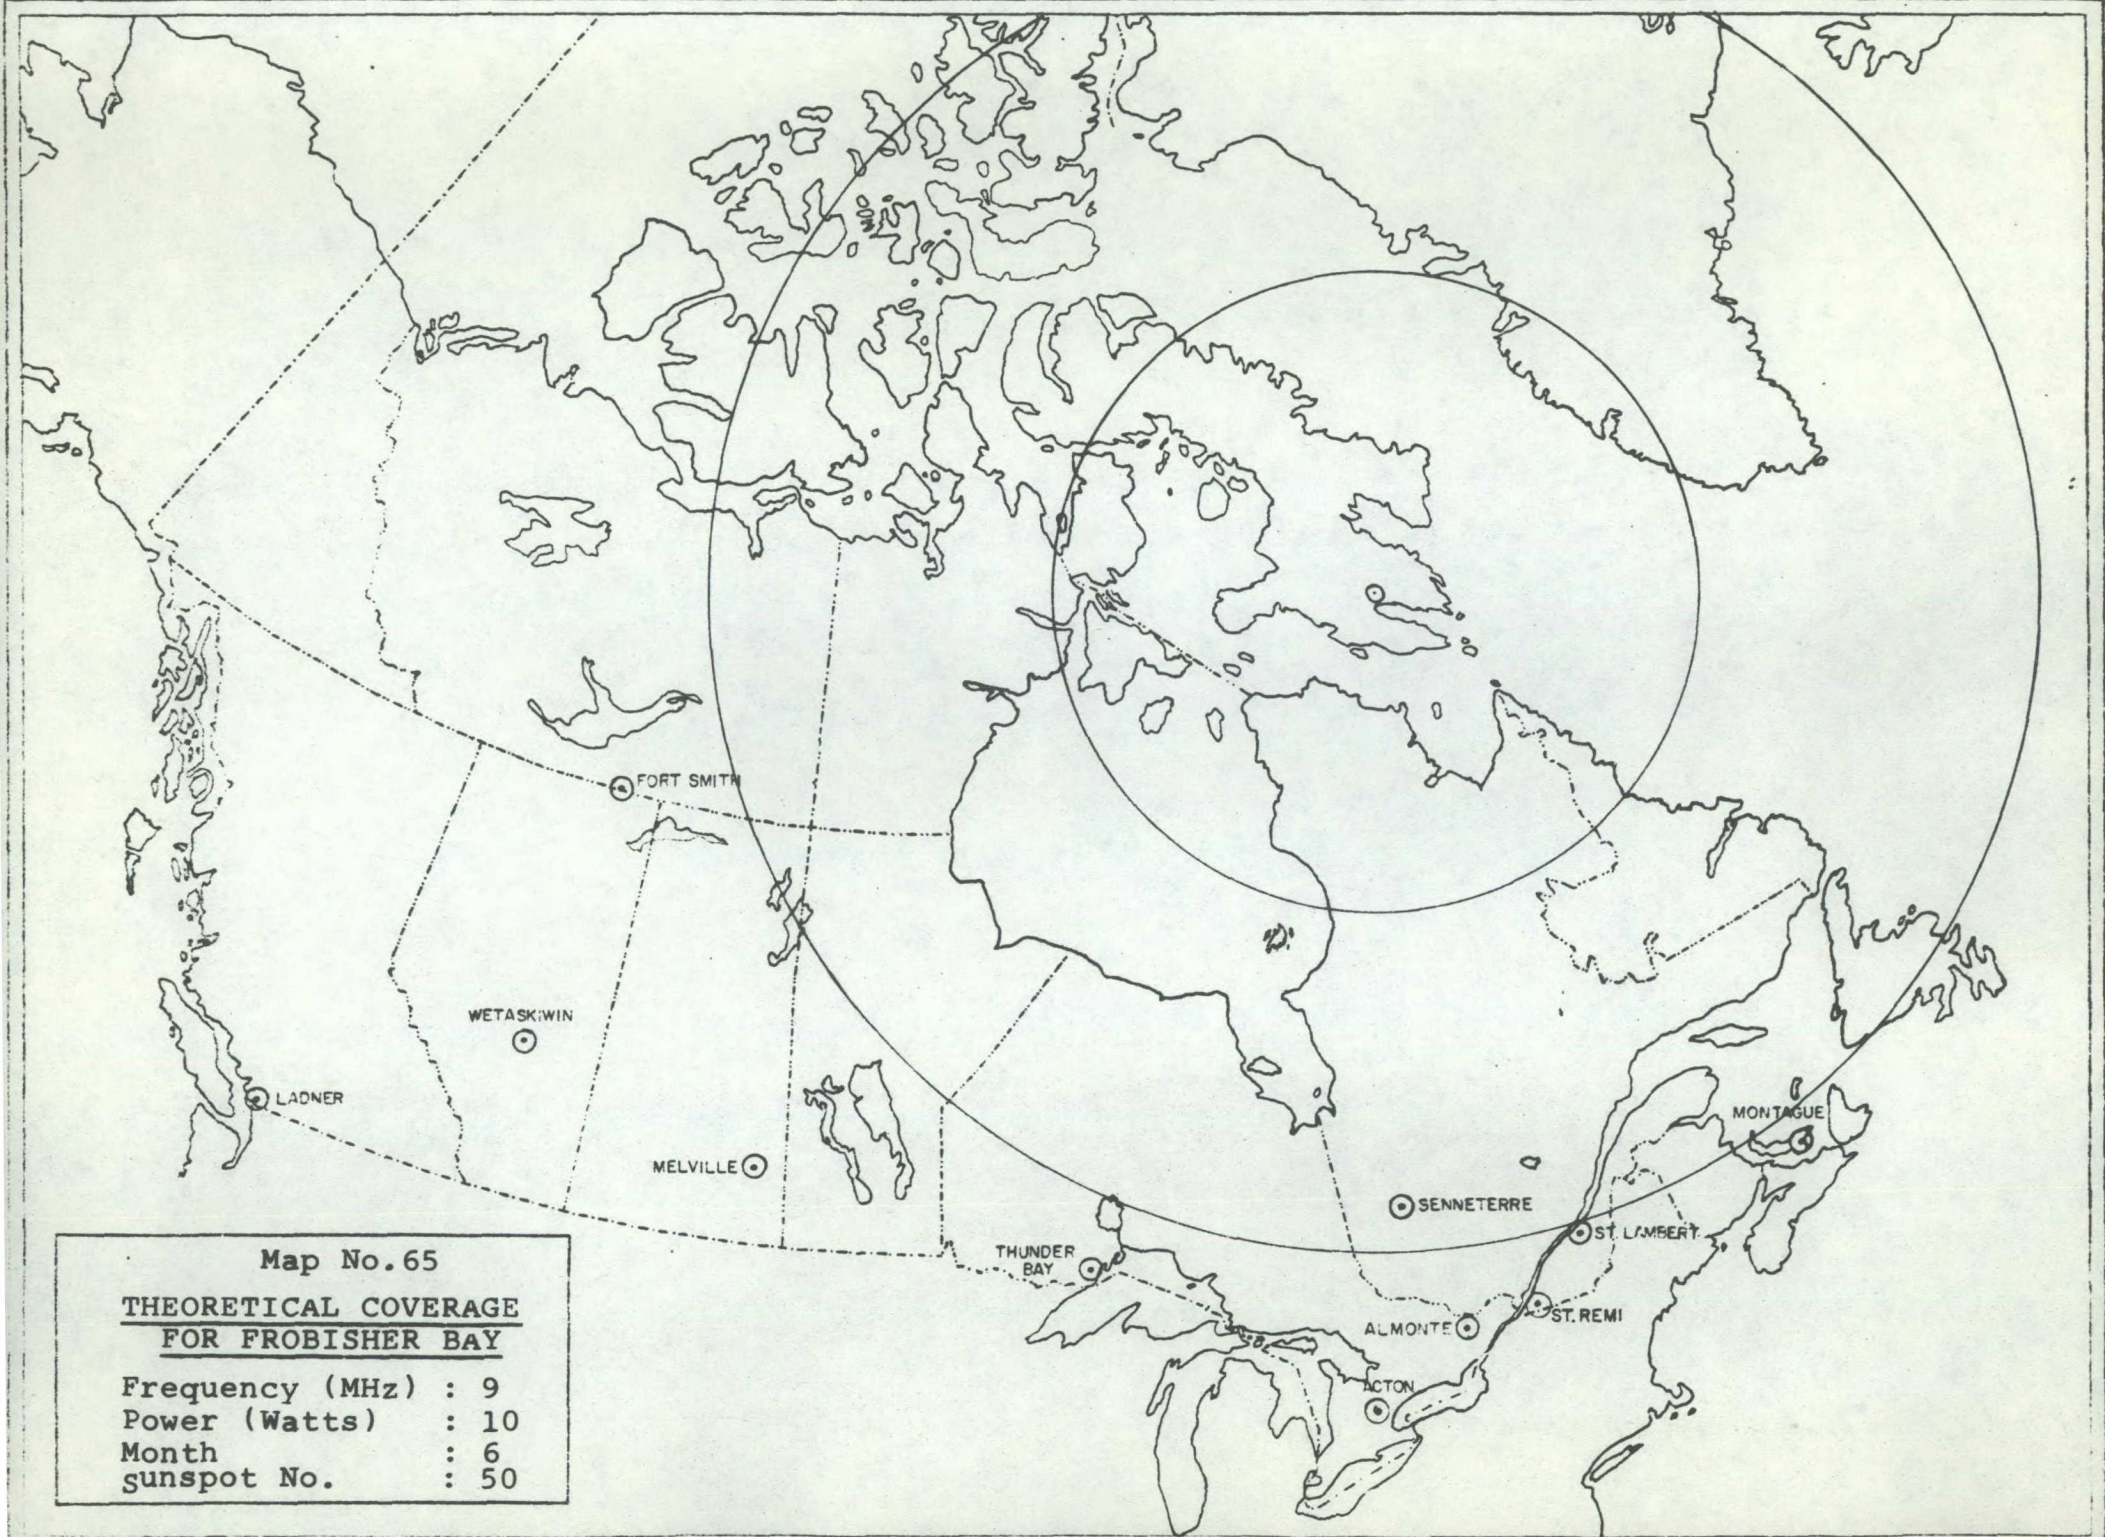 FORT SMITH
WETASKIWIN
LADNER
MELVILLE
MONTAGUE
SENNETERRE
ST. LAMBERT
THUNDER
BAY
ST. REMI
ALMONTE
ACTON
Map No.65
THEORETICAL COVERAGE
FOR FROBISHER BAY
Frequency (MHz) : 9
Power (Watts) : 10
Month : 6
sunspot No. : 50